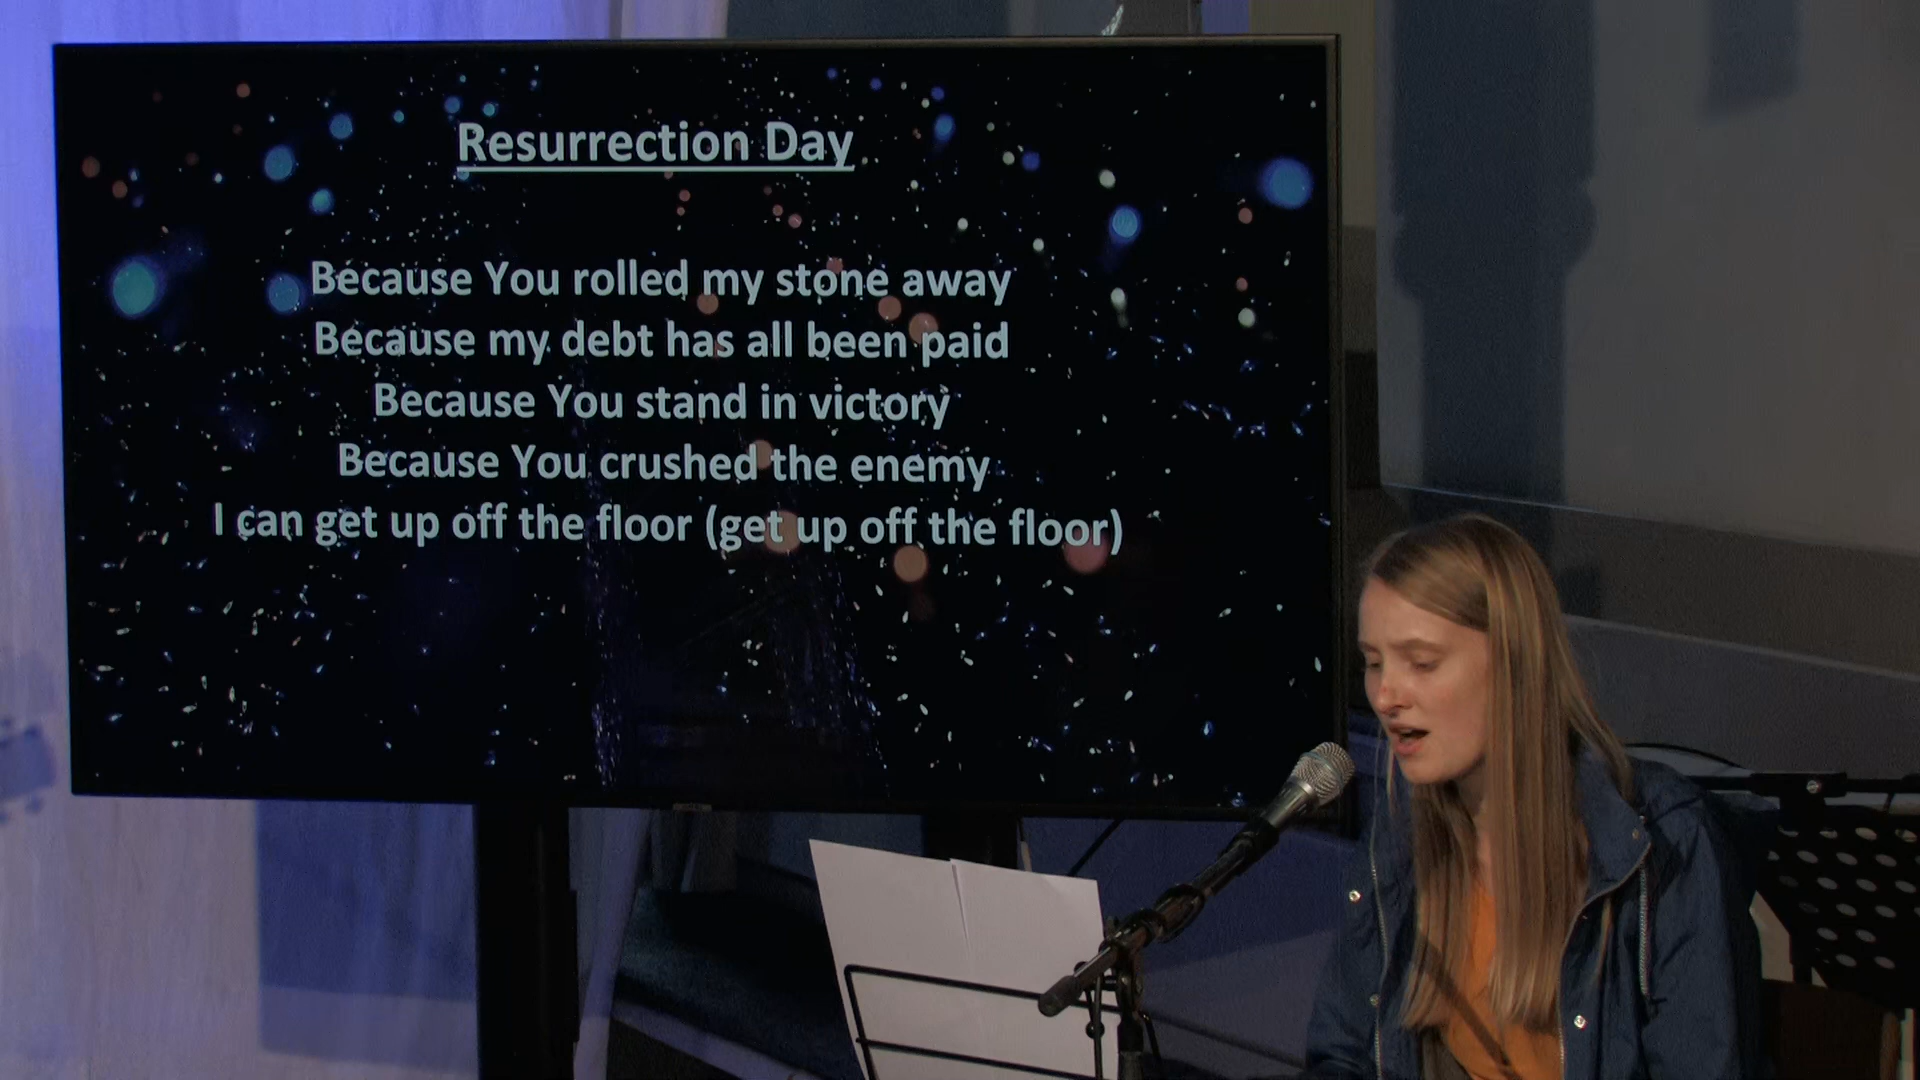 Resurrection Day
Because You rolled my stone away
Because my debt has all been paid
Because You stand in victory
Because You crushed the enemy
I can get up off the floor (get up off the floor)